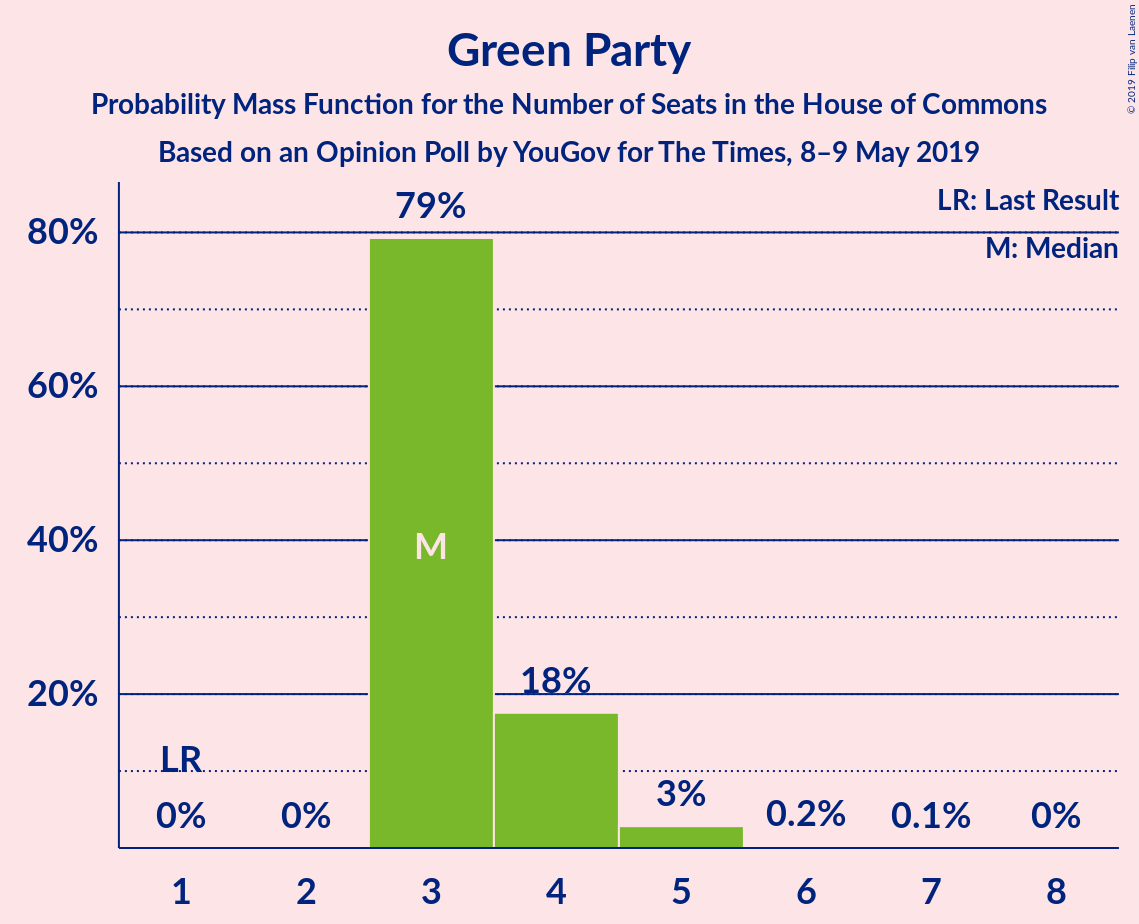 Green Party
Probability Mass Function for the Number of Seats in the House of Commons
Based on an Opinion Poll by YouGov for The Times, 8–9 May 2019
© 2019 Filip van Laenen
LR: Last Result
M: Median
80%
60%
40%
20%
79%
M
18%
LR
0%
0%
3%
0.2%
0.1%
0%
1 2 3 4 5 6 7 8